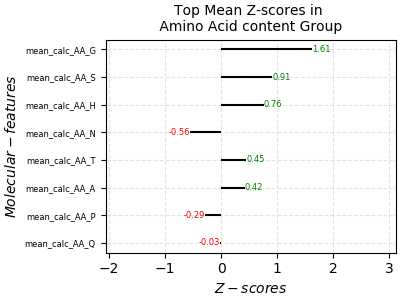 Top Mean Z-scores in
Amino Acid content Group
mean_calc_AA_G 1.61
mean_calc_AA_S 0.91
mean_calc_AA_H 0.76
mean_calc_AA_N -0.56
mean_calc_AA_T 0.45
mean_calc_AA_A 0.42
mean_calc_AA_P -0.29
mean_calc_AA_Q -0.03
Molecular − features
−2 −1 0 1 2 3
Z − scores